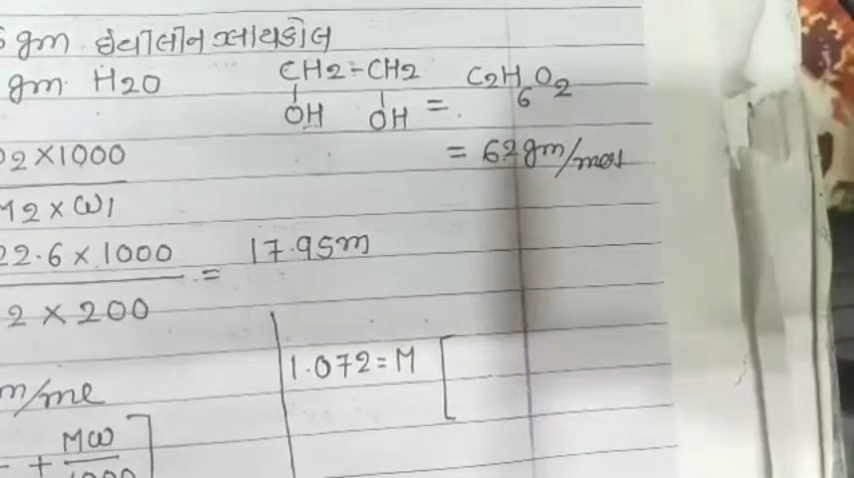 gm ઇથીલીન ગ્લાયકોલ
gm. H2O CH2-CH2 = C2H6O2
OH OH
2 X 1000 = 62 gm/mol
M2 X W1
22.6 X 1000 = 17.95m
2 X 200
1.072 = M [
m/ml
+ MW ]
1000